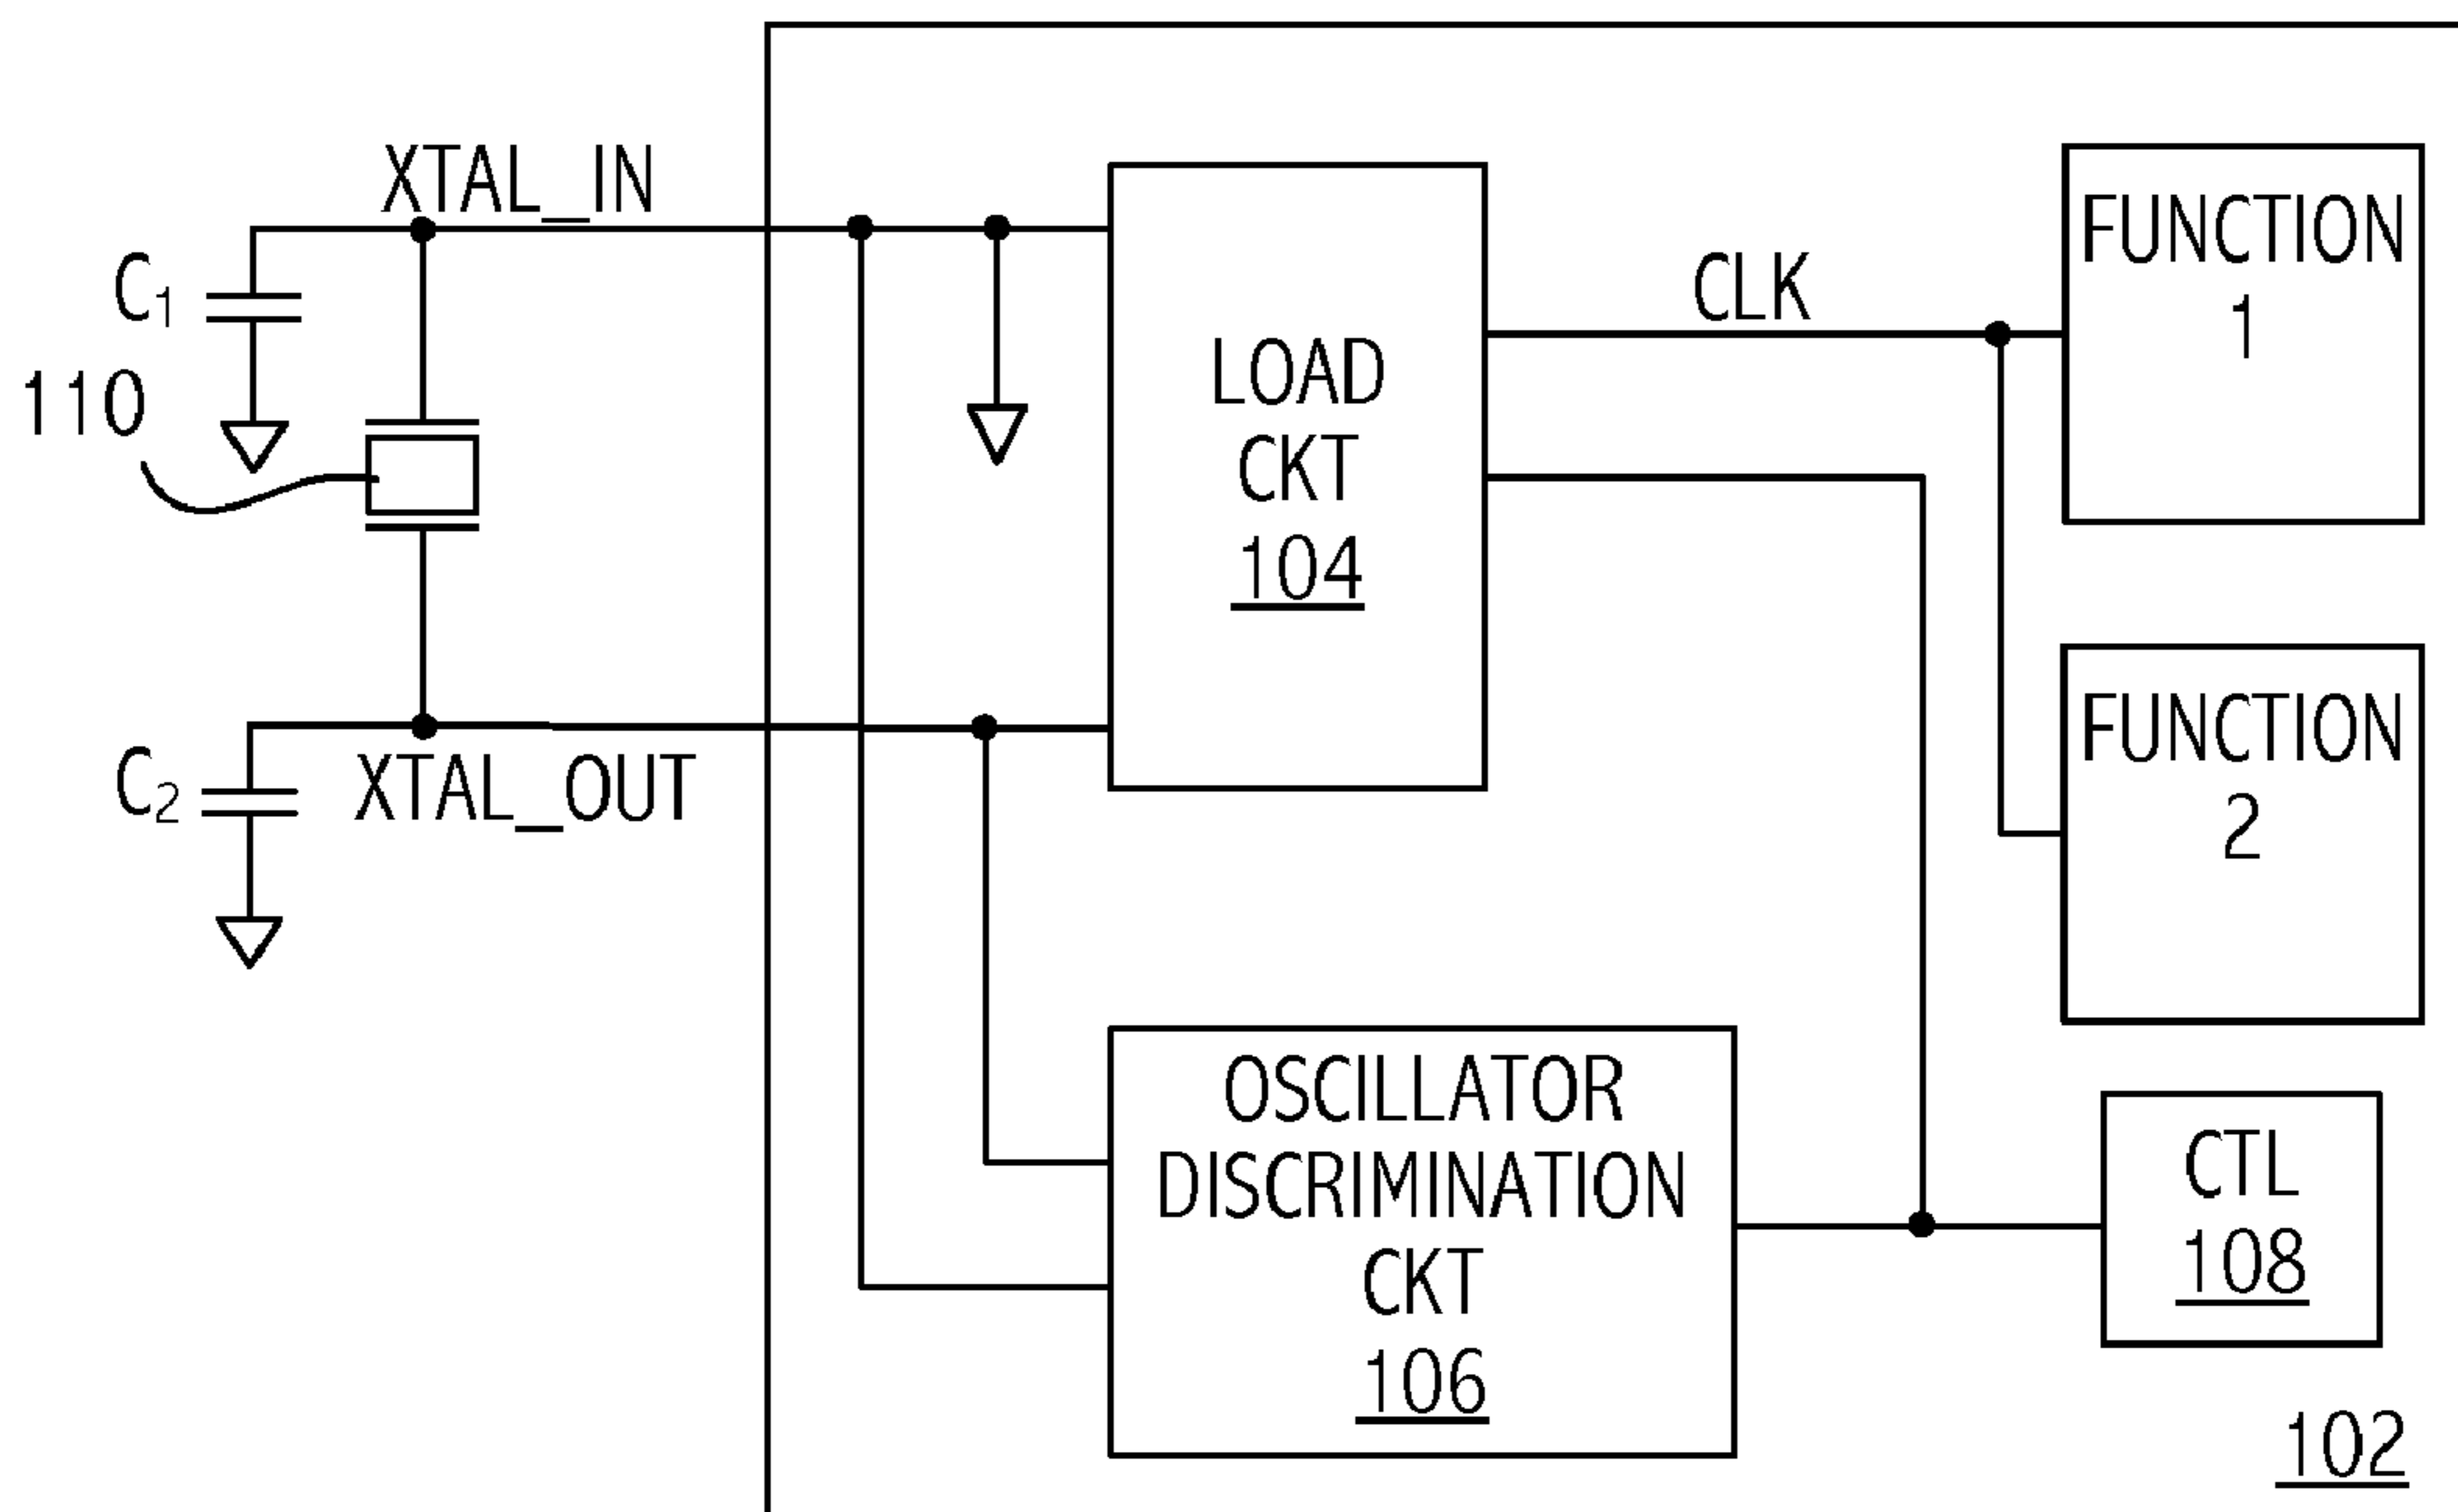 XTAL_IN
C1
110
XTAL_OUT
C2
LOAD
CKT
104
CLK
FUNCTION
1
FUNCTION
2
OSCILLATOR
DISCRIMINATION
CKT
106
CTL
108
102